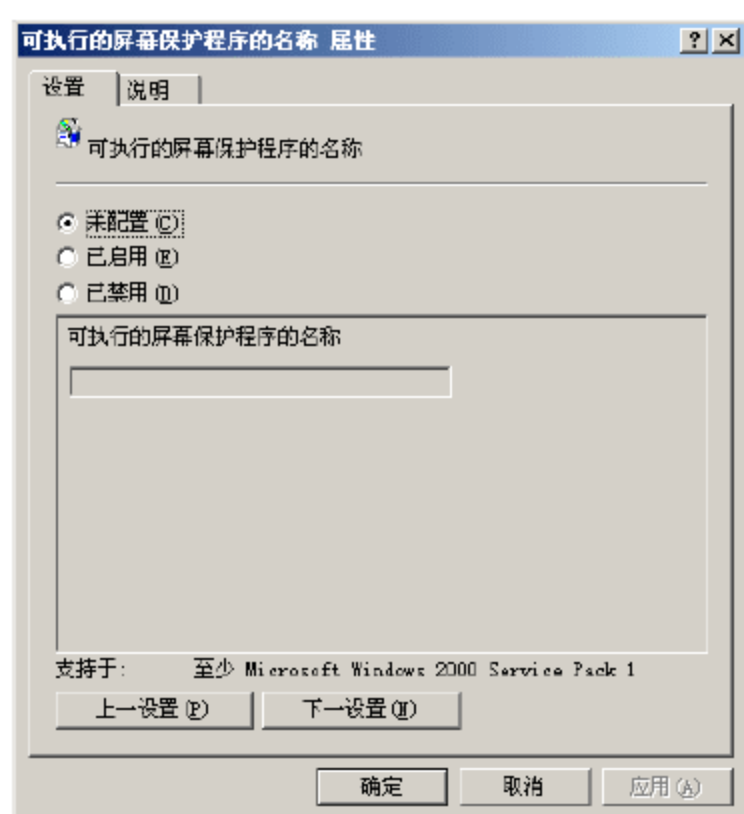 可执行的屏幕保护程序的名称 属性
设置 说明
可执行的屏幕保护程序的名称
未配置(C)
已启用(E)
已禁用(D)
可执行的屏幕保护程序的名称
支持于: 至少 Microsoft Windows 2000 Service Pack 1
上一设置(P) 下一设置(N)
确定 取消 应用(A)